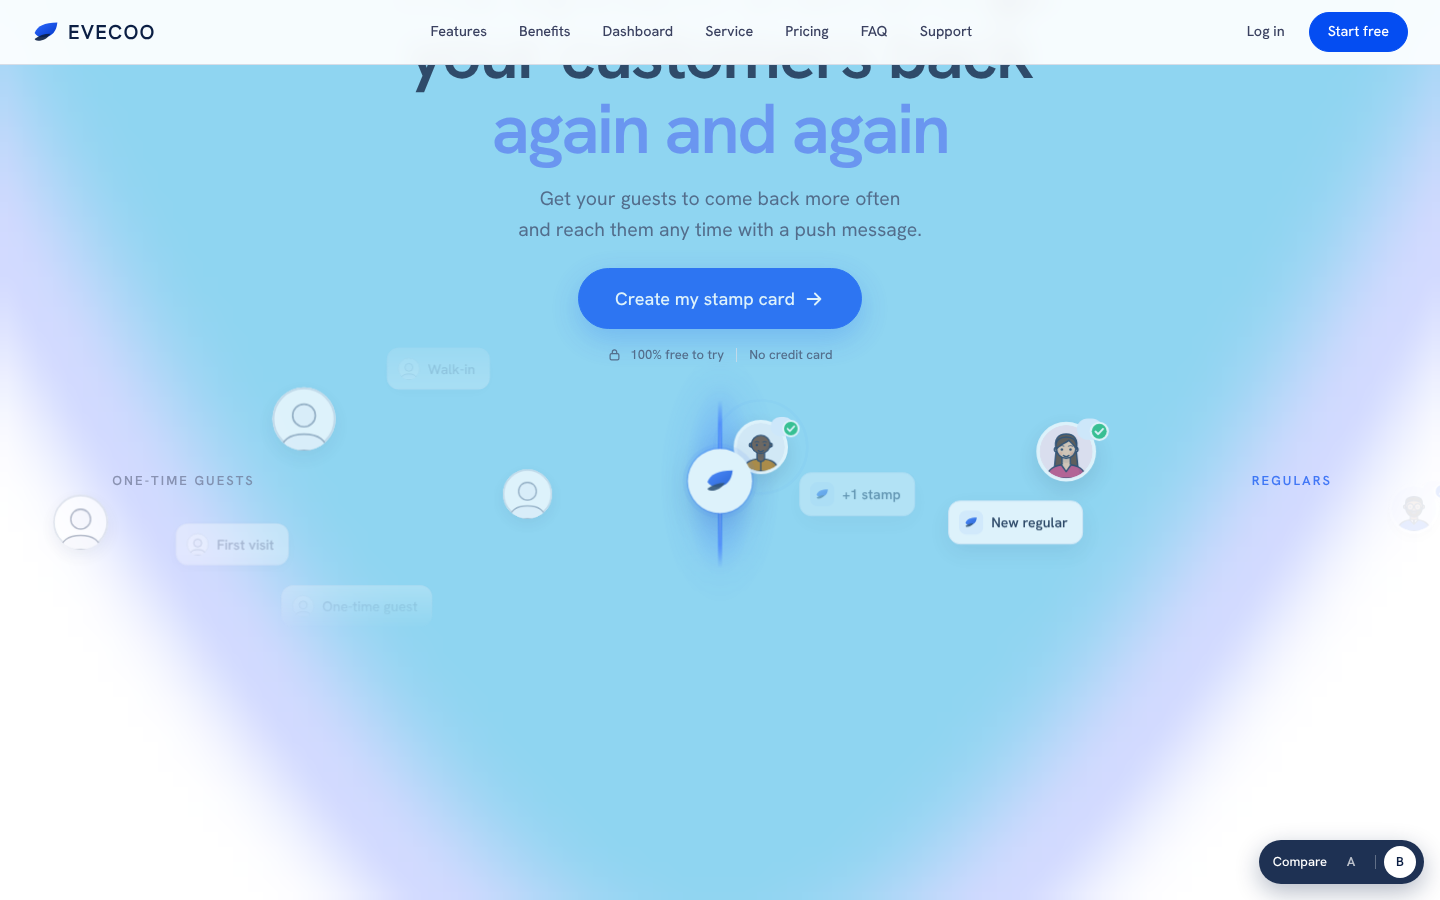 EVECOO
Features
Benefits
Dashboard
Service
Pricing
FAQ
Support
Log in
Start free
your customers back
again and again
Get your guests to come back more often
and reach them any time with a push message.
Create my stamp card
100% free to try
No credit card
Walk-in
ONE-TIME GUESTS
REGULARS
+1 stamp
New regular
First visit
One-time guest
Compare A B